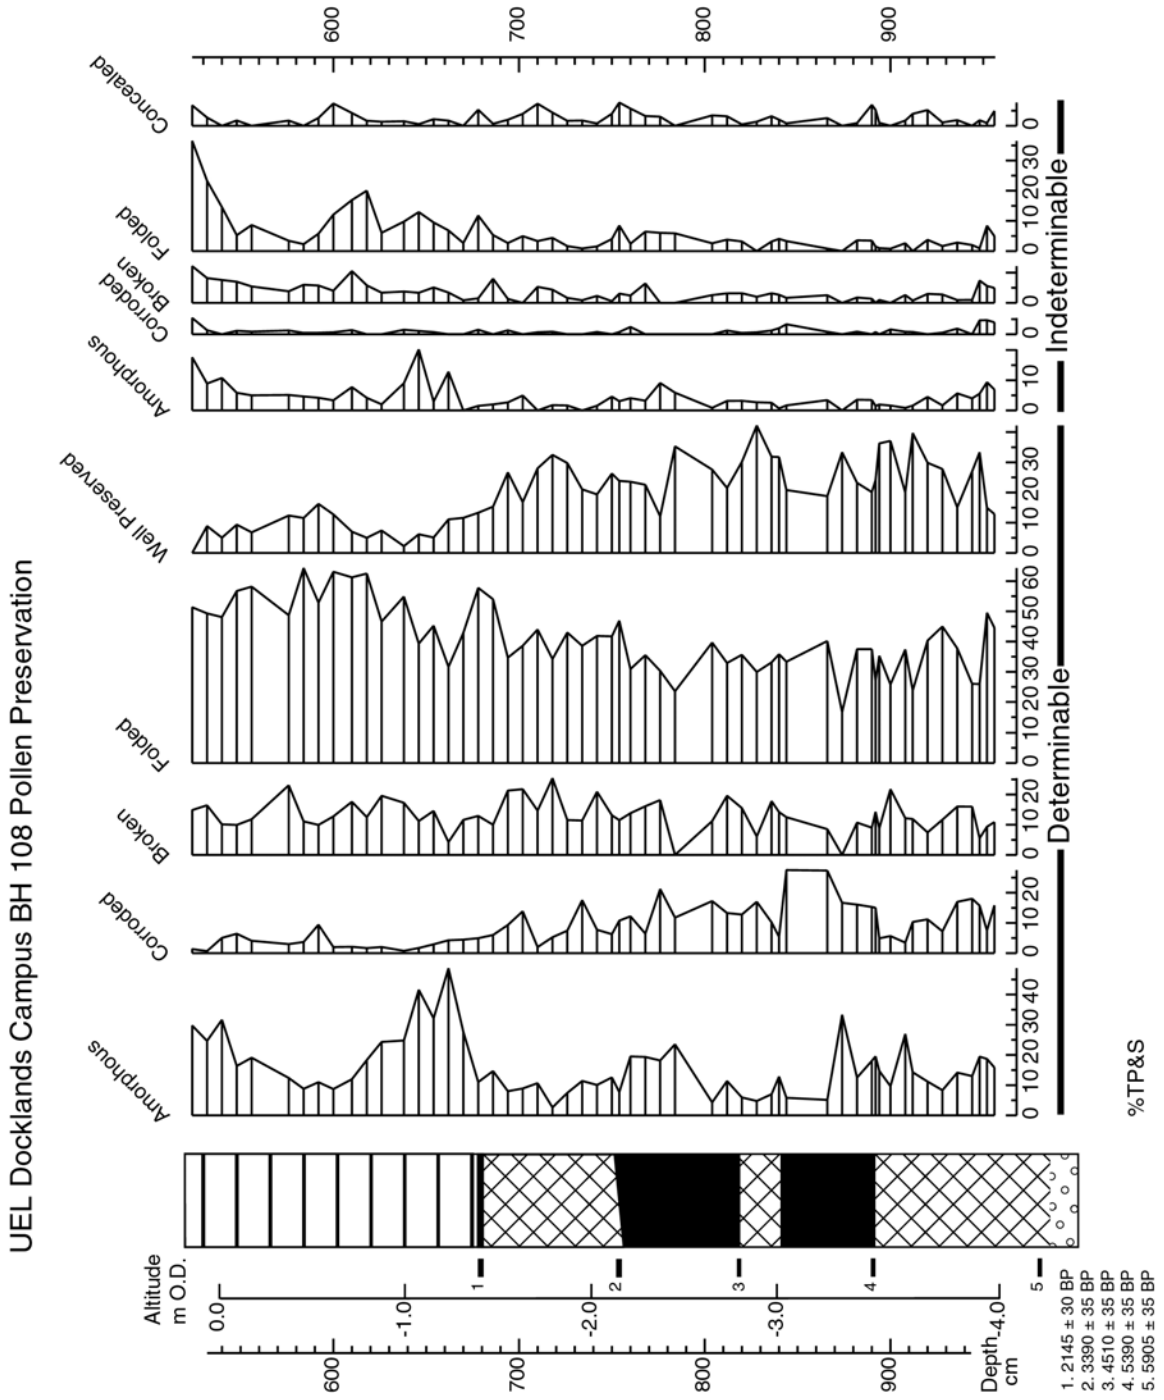 UEL Docklands Campus BH 108 Pollen Preservation
Altitude
m O.D.
0.0
-1.0
-2.0
-3.0
-4.0
Depth
cm
600
700
800
900
1
2
3
4
5
Amorphous
Corroded
Broken
Folded
Well Preserved
Amorphous
Corroded
Broken
Folded
Concealed
0 10 20 30 40
0 10 20
0 10 20
0 10 20 30 40 50 60
0 10 20 30
0 10
0
0
0 10 20 30
0
Determinable
Indeterminable
600
700
800
900
%TP&S
1. 2145 ± 30 BP
2. 3390 ± 35 BP
3. 4510 ± 35 BP
4. 5390 ± 35 BP
5. 5905 ± 35 BP